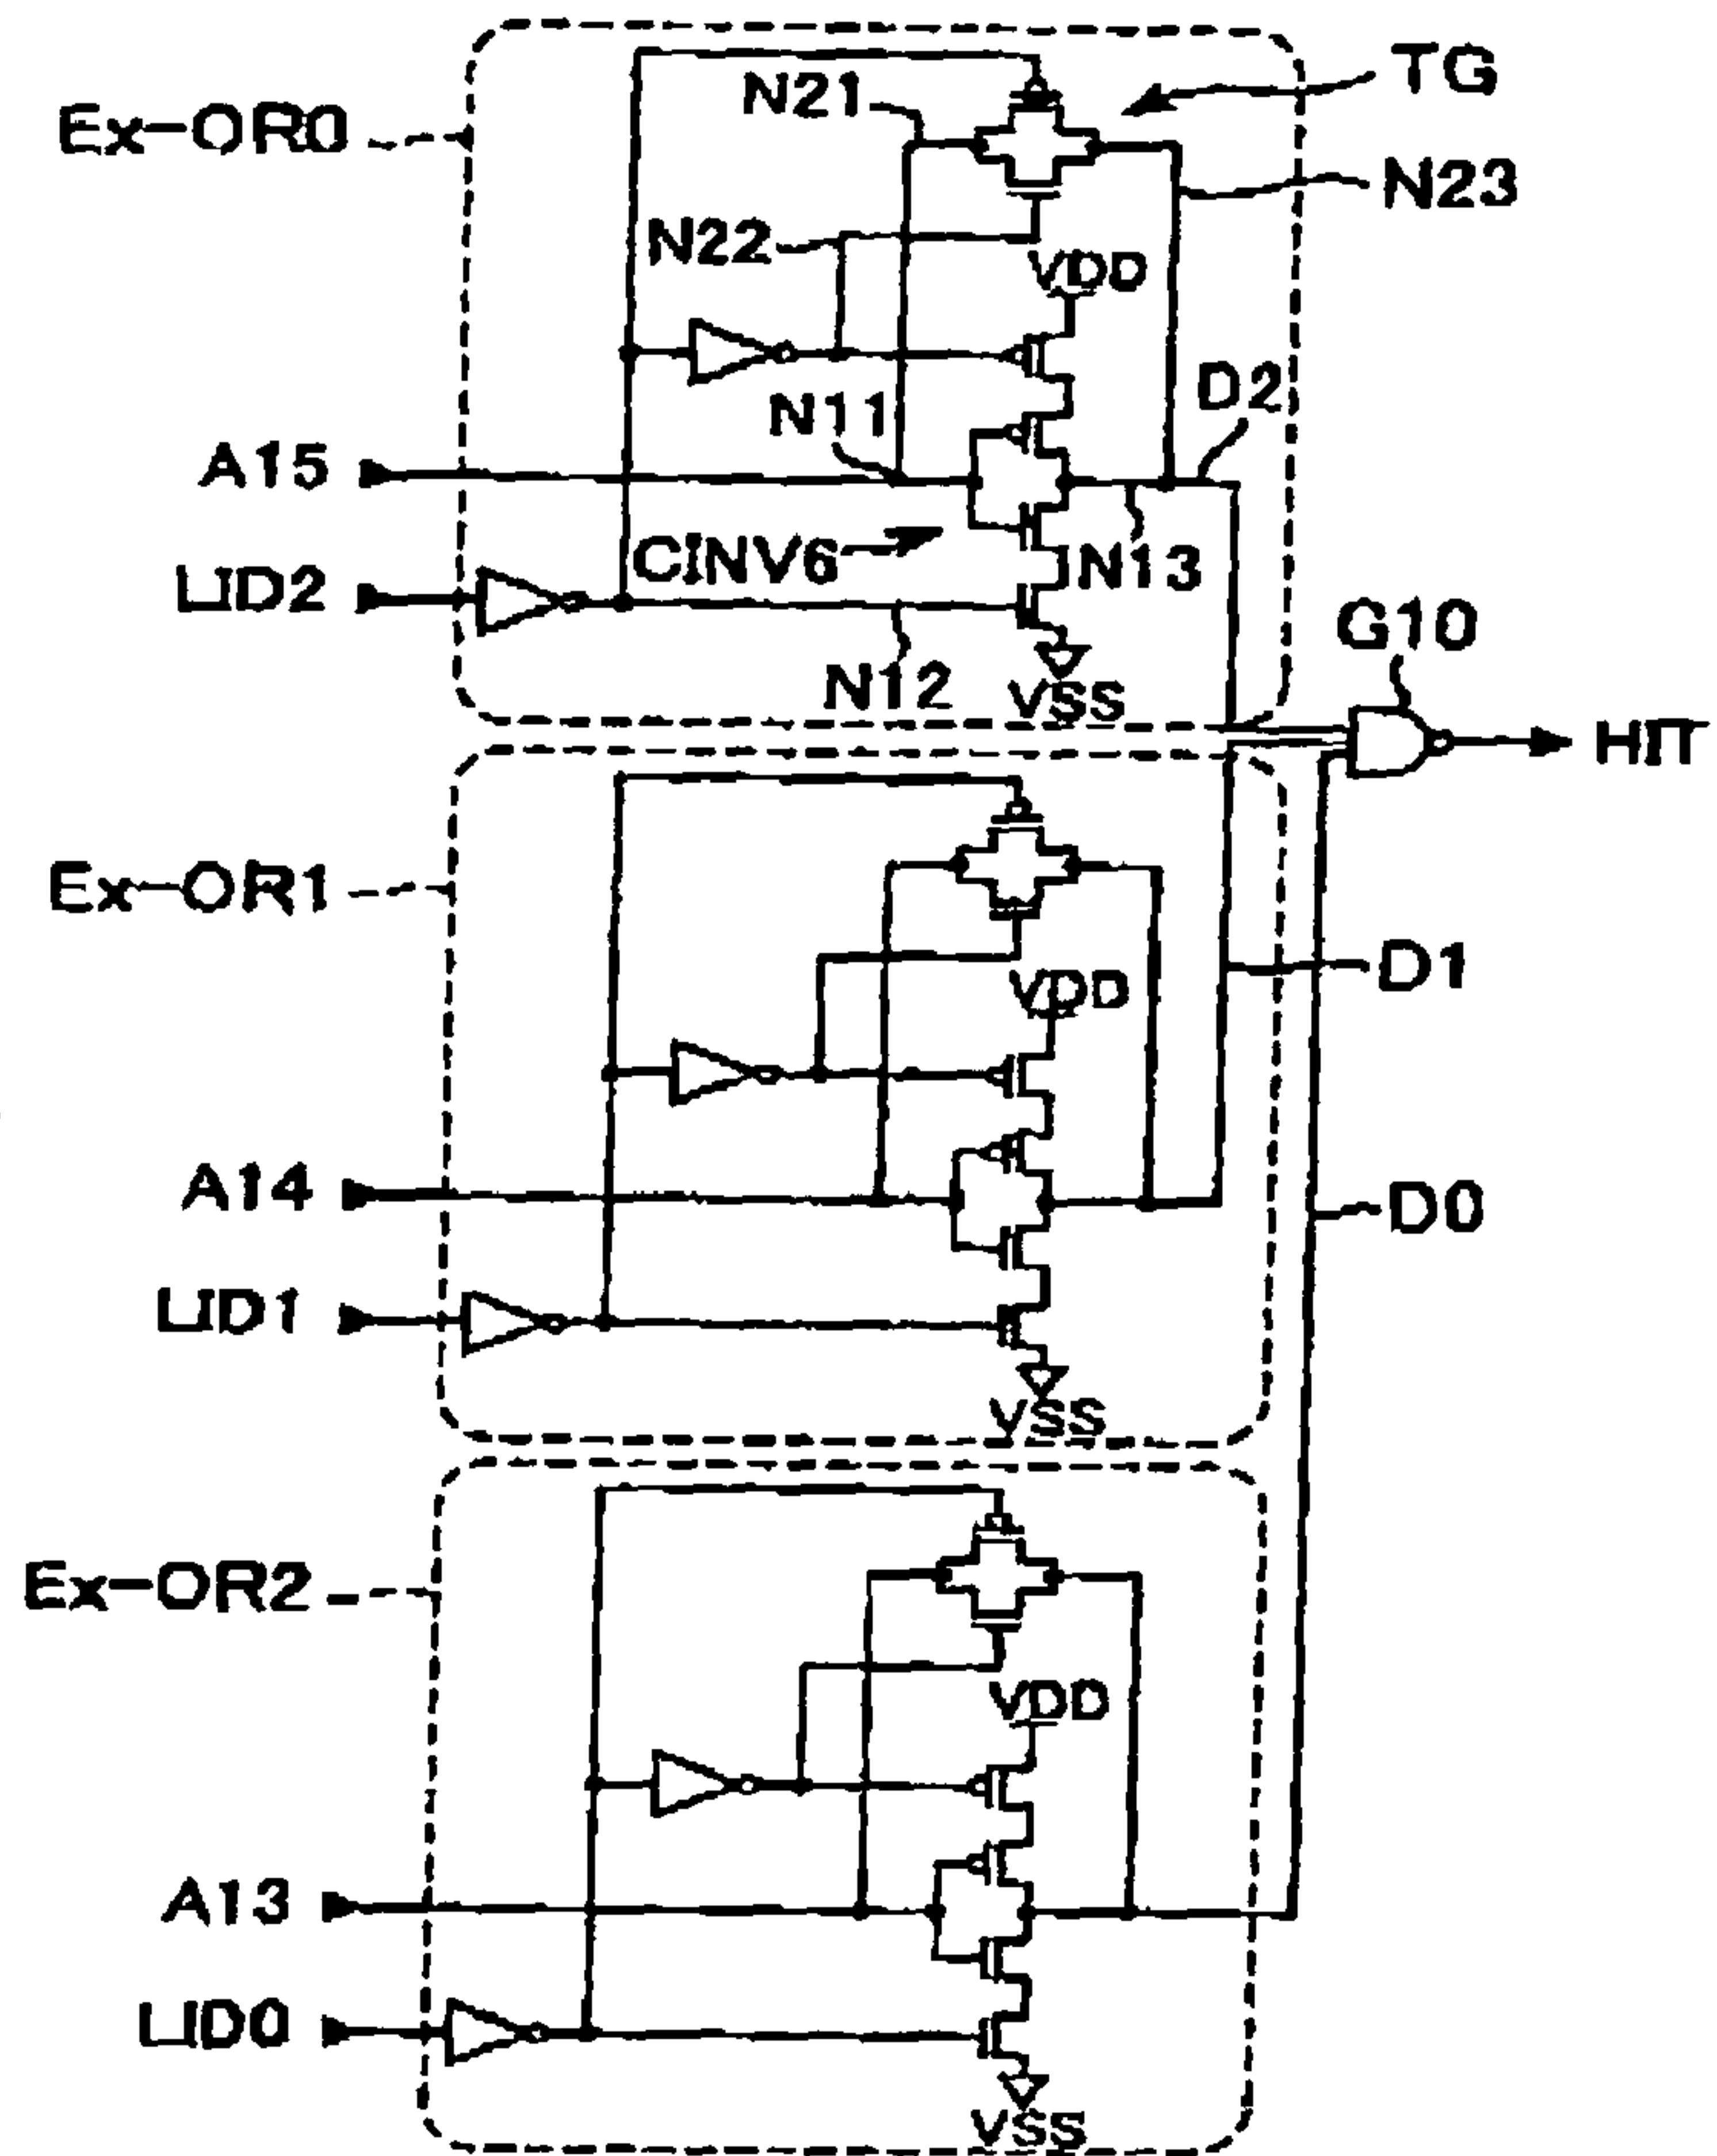 TG
N21
Ex-OR0
N23
N22
VDD
D2
N11
A15
CINV6
N13
LID2
G10
N12
VSS
HIT
Ex-OR1
D1
VDD
A14
D0
LID1
VSS
Ex-OR2
VDD
A13
LID0
VSS